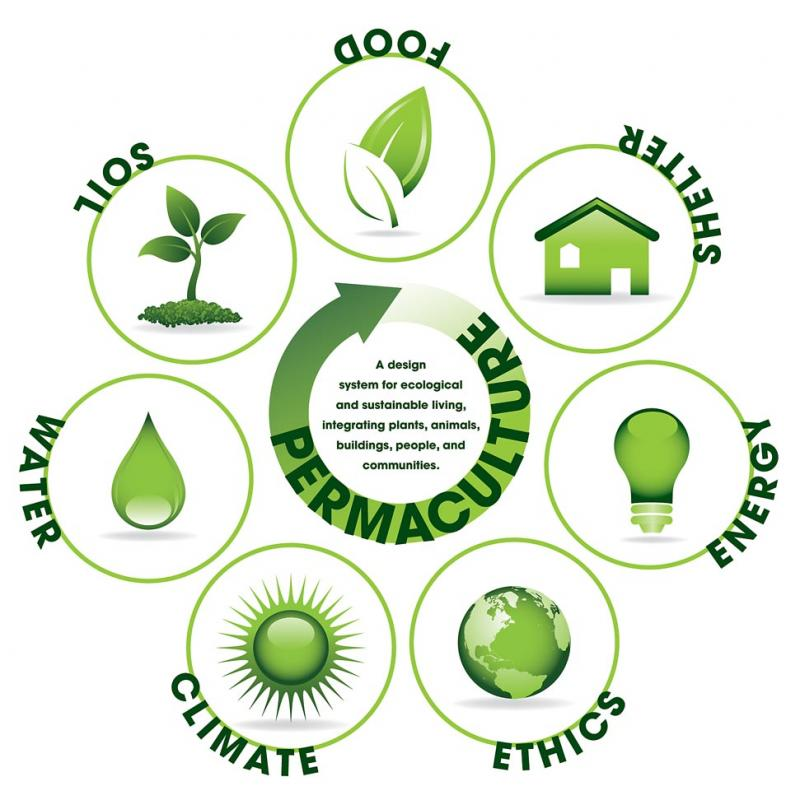 FOOD
SHELTER
ENERGY
ETHICS
CLIMATE
WATER
SOIL
PERMACULTURE
A design
system for ecological
and sustainable living,
integrating plants, animals,
buildings, people, and
communities.